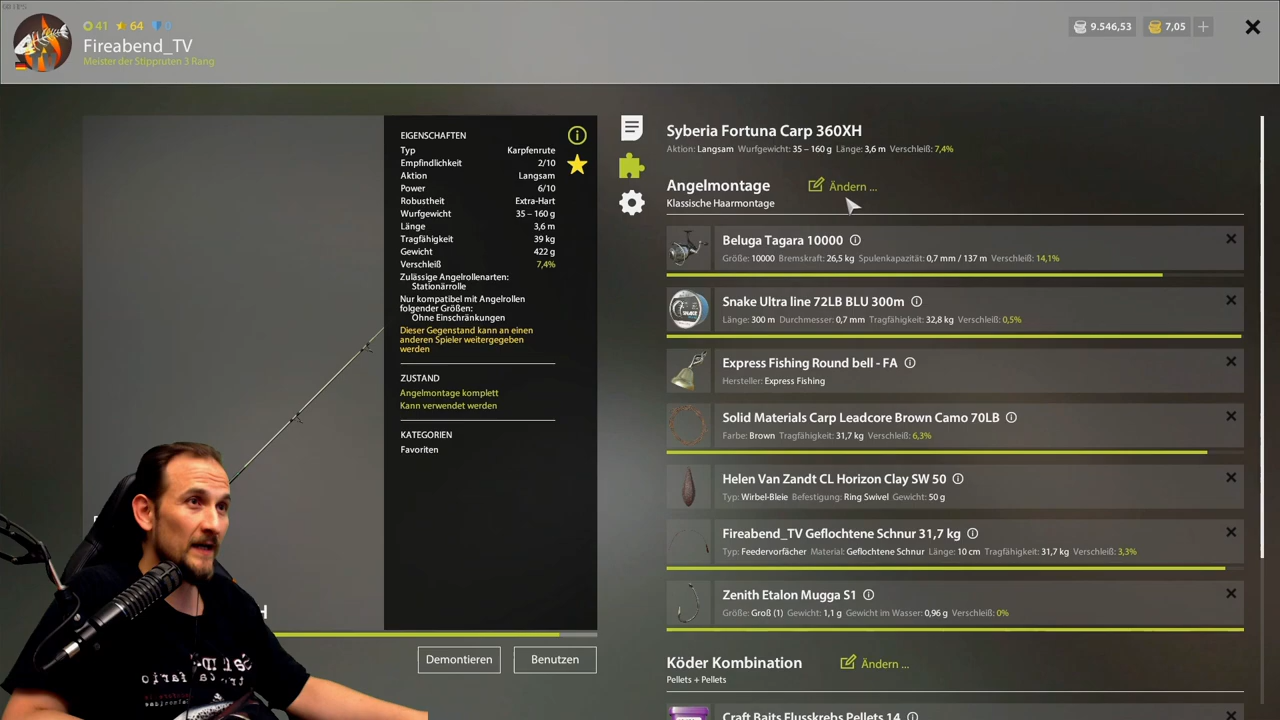 41 64 0
Fireabend_TV
Meister der Stippruten 3 Rang
9.546,53 7,05
EIGENSCHAFTEN
Typ Karpfenrute
Empfindlichkeit 2/10
Aktion Langsam
Power 6/10
Robustheit Extra-Hart
Wurfgewicht 35 – 160 g
Länge 3,6 m
Tragfähigkeit 39 kg
Gewicht 422 g
Verschleiß 7,4%
Zulässige Angelrollenarten:
Stationärrolle
Nur kompatibel mit Angelrollen
folgender Größen:
Ohne Einschränkungen
Dieser Gegenstand kann an einen
anderen Spieler weitergegeben
werden
ZUSTAND
Angelmontage komplett
Kann verwendet werden
KATEGORIEN
Favoriten
Demontieren Benutzen
Syberia Fortuna Carp 360XH
Aktion: Langsam Wurfgewicht: 35 – 160 g Länge: 3,6 m Verschleiß: 7,4%
Angelmontage Ändern ...
Klassische Haarmontage
Beluga Tagara 10000
Größe: 10000 Bremskraft: 26,5 kg Spulenkapazität: 0,7 mm / 137 m Verschleiß: 14,1%
Snake Ultra line 72LB BLU 300m
Länge: 300 m Durchmesser: 0,7 mm Tragfähigkeit: 32,8 kg Verschleiß: 0,5%
Express Fishing Round bell - FA
Hersteller: Express Fishing
Solid Materials Carp Leadcore Brown Camo 70LB
Farbe: Brown Tragfähigkeit: 31,7 kg Verschleiß: 6,3%
Helen Van Zandt CL Horizon Clay SW 50
Typ: Wirbel-Bleie Befestigung: Ring Swivel Gewicht: 50 g
Fireabend_TV Geflochtene Schnur 31,7 kg
Typ: Feedervorfächer Material: Geflochtene Schnur Länge: 10 cm Tragfähigkeit: 31,7 kg Verschleiß: 3,3%
Zenith Etalon Mugga S1
Größe: Groß (1) Gewicht: 1,1 g Gewicht im Wasser: 0,96 g Verschleiß: 0%
Köder Kombination Ändern ...
Pellets + Pellets
Craft Baits Flusskrebs Pellets 14